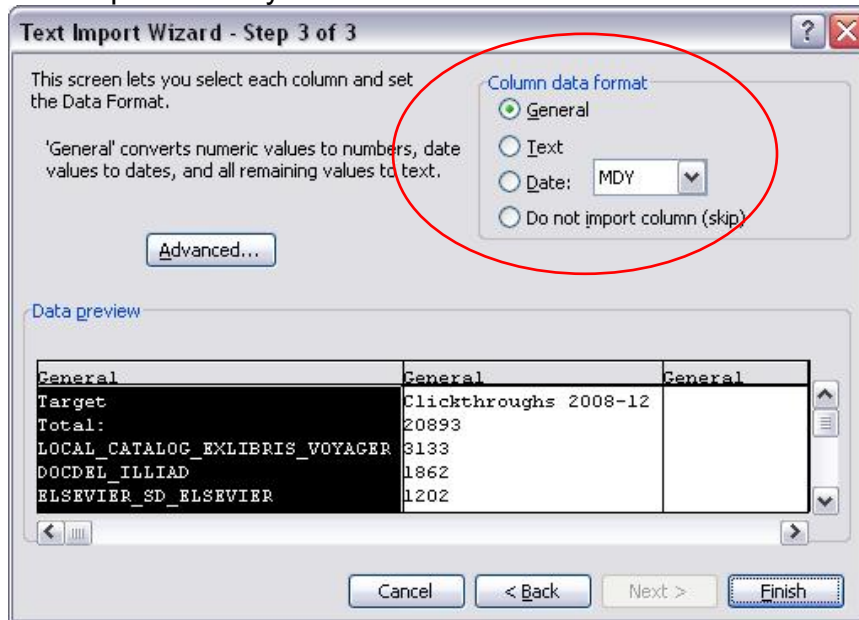 Text Import Wizard - Step 3 of 3
This screen lets you select each column and set
the Data Format.
'General' converts numeric values to numbers, date
values to dates, and all remaining values to text.
Advanced...
Column data format
General
Text
Date: MDY
Do not import column (skip)
Data preview
General General General
Target Clickthroughs 2008-12
Total: 20893
LOCAL_CATALOG_EXLIBRIS_VOYAGER 3133
DOCDEL_ILLIAD 1862
ELSEVIER_SD_ELSEVIER 1202
Cancel < Back Next > Finish